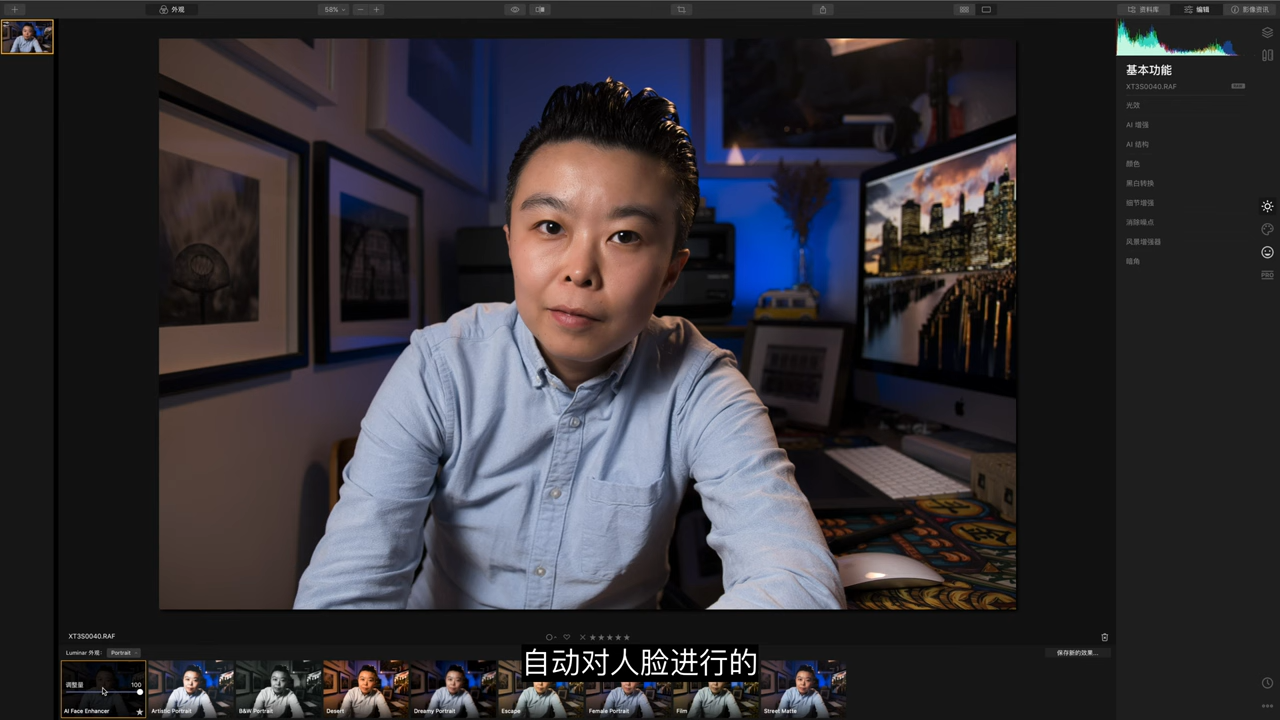 外观
58%
资料库
编辑
影像资讯
基本功能
XT3S0040.RAF
光效
AI 增强
AI 结构
颜色
黑白转换
细节增强
消除噪点
风景增强器
暗角
PRO
XT3S0040.RAF
Luminar 外观:
Portrait
保存新的效果...
自动对人脸进行的
调整量
100
AI Face Enhancer
Artistic Portrait
B&W Portrait
Desert
Dreamy Portrait
Escape
Female Portrait
Film
Street Matte